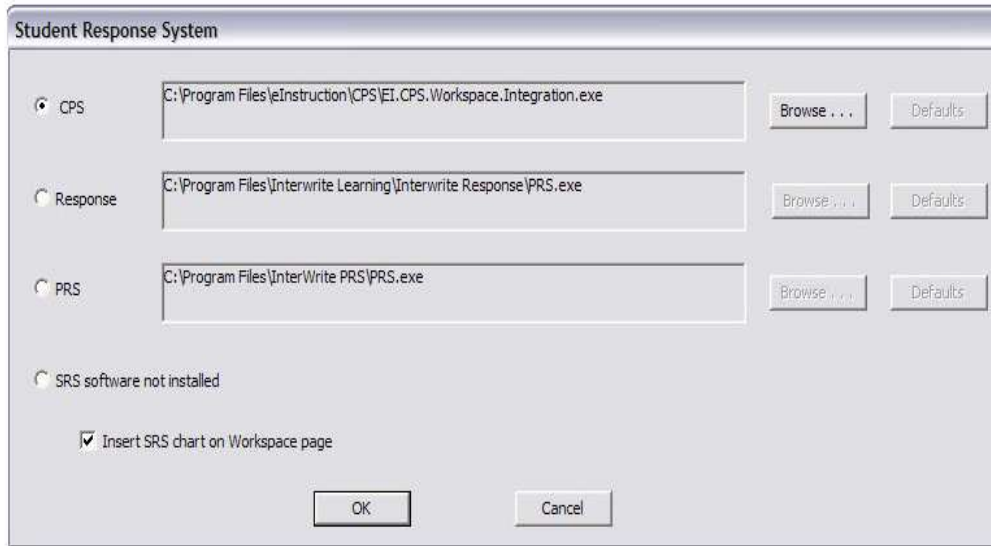 Student Response System
CPS C:\Program Files\eInstruction\CPS\EI.CPS.Workspace.Integration.exe Browse . . . Defaults
Response C:\Program Files\Interwrite Learning\Interwrite Response\PRS.exe Browse . . . Defaults
PRS C:\Program Files\InterWrite PRS\PRS.exe Browse . . . Defaults
SRS software not installed
Insert SRS chart on Workspace page
OK Cancel